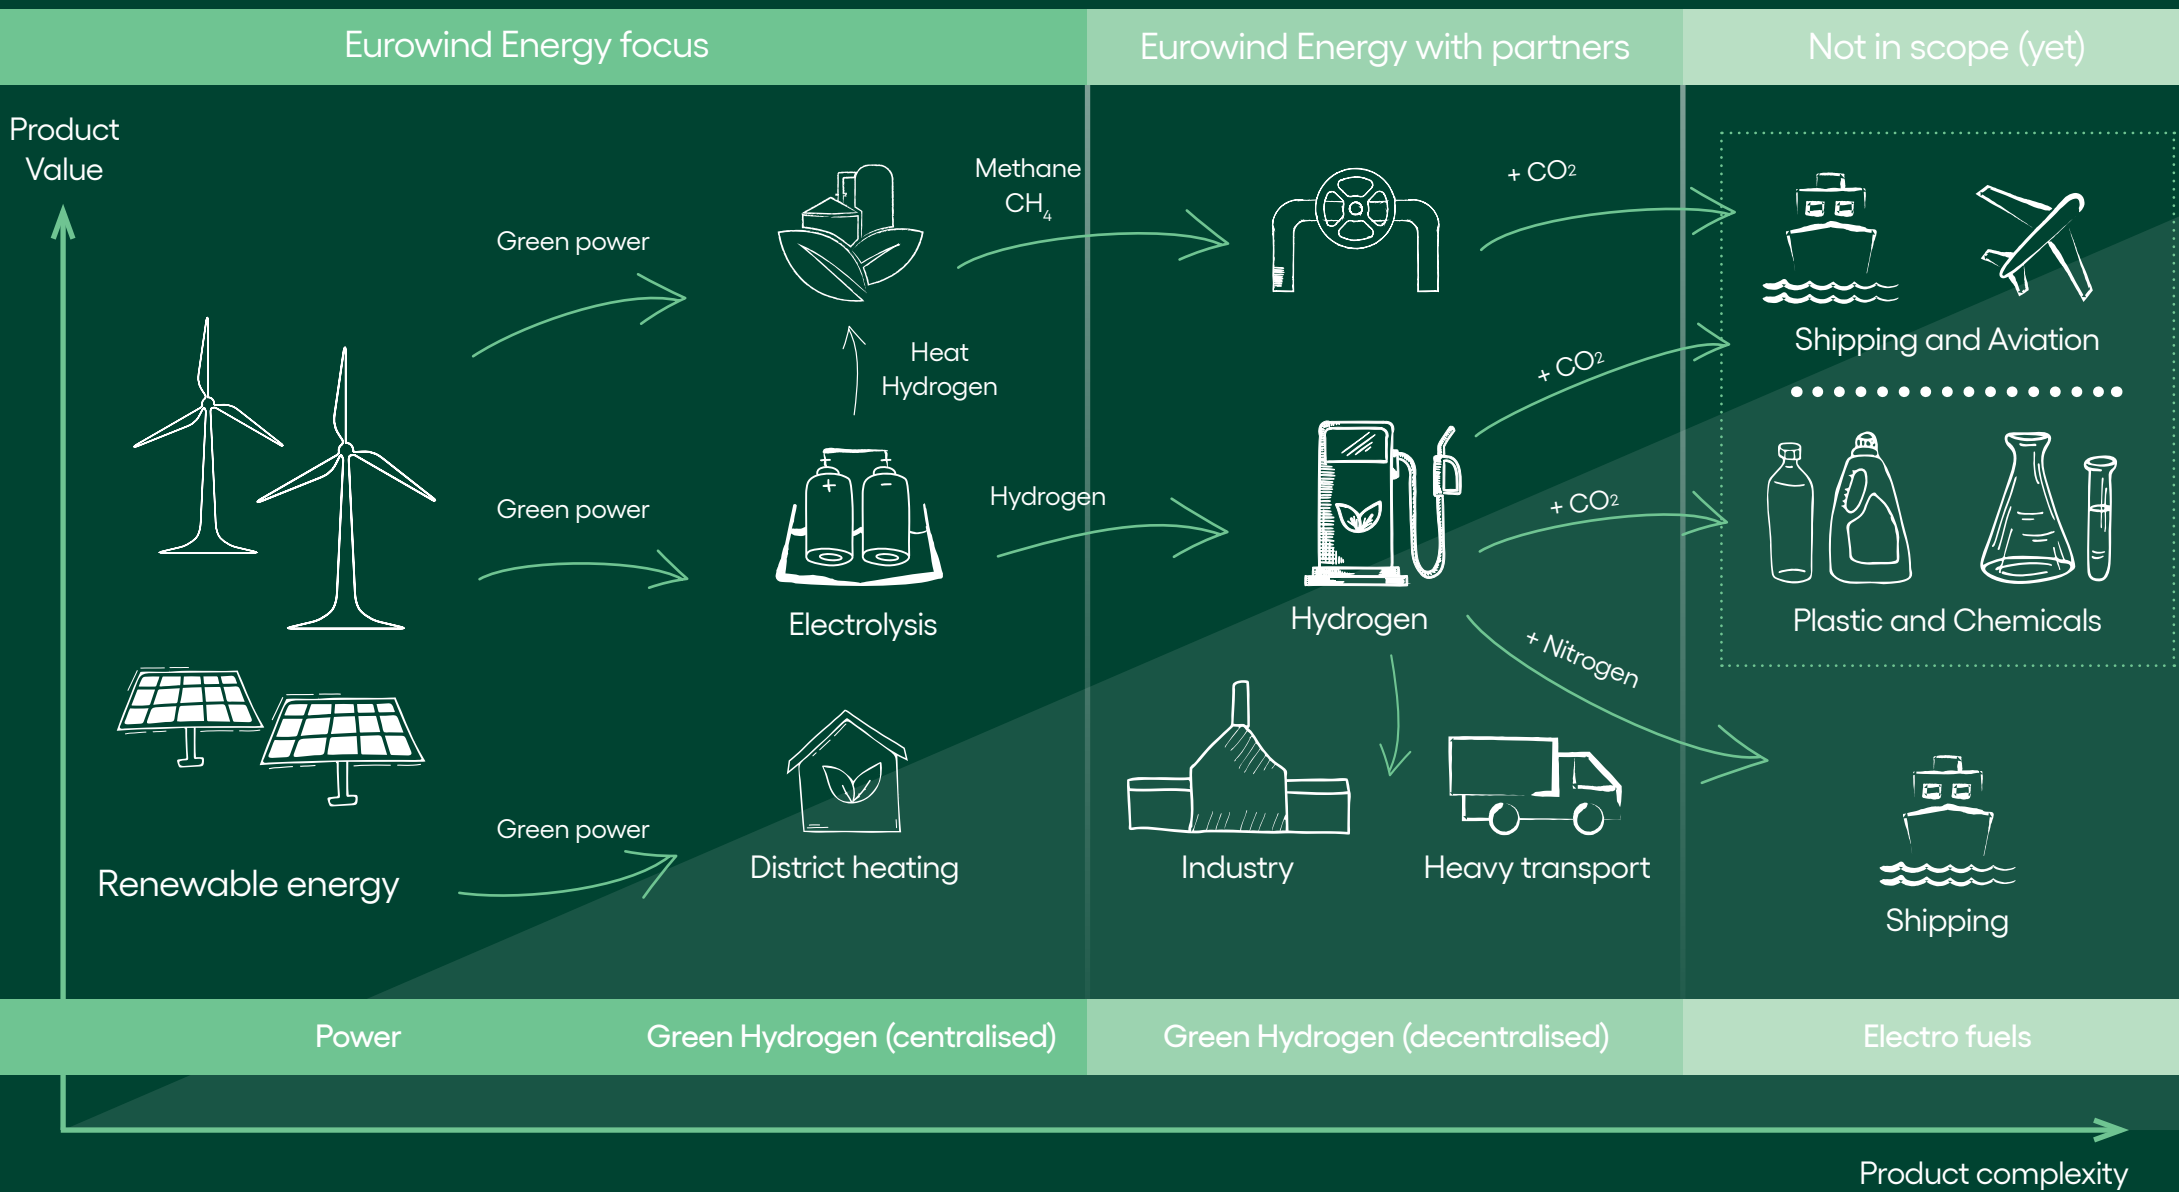 Eurowind Energy focus
Eurowind Energy with partners
Not in scope (yet)
Product
Value
Green power
Methane
CH₄
+ CO²
Heat
Hydrogen
Shipping and Aviation
+ CO²
Green power
Hydrogen
+ CO²
Electrolysis
Hydrogen
Plastic and Chemicals
+ Nitrogen
Green power
Renewable energy
District heating
Industry
Heavy transport
Shipping
Power
Green Hydrogen (centralised)
Green Hydrogen (decentralised)
Electro fuels
Product complexity